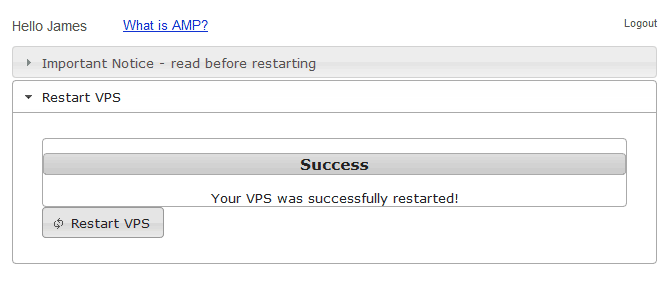 Hello James What is AMP? Logout
Important Notice - read before restarting
Restart VPS
Success
Your VPS was successfully restarted!
Restart VPS